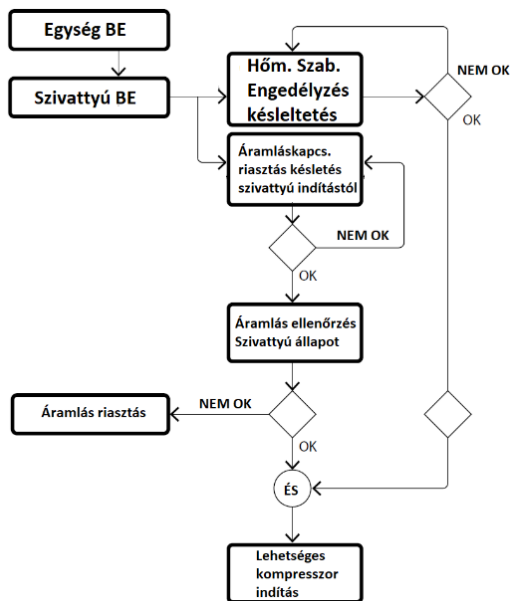 Egység BE
Szivattyú BE
Hőm. Szab.
Engedélyzés
késleltetés
NEM OK
OK
Áramláskapcs.
riasztás késletés
szivattyú indítástól
NEM OK
OK
Áramlás ellenőrzés
Szivattyú állapot
Áramlás riasztás
NEM OK
OK
ÉS
Lehetséges
kompresszor
indítás